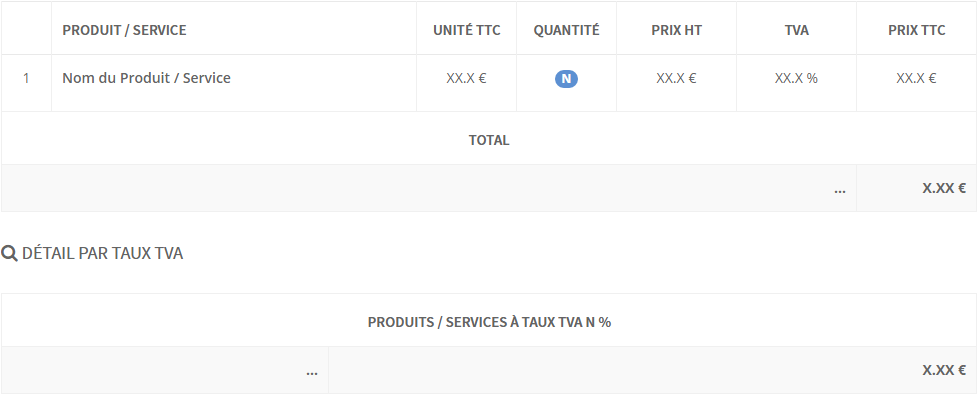 PRODUIT / SERVICE UNITÉ TTC QUANTITÉ PRIX HT TVA PRIX TTC
1 Nom du Produit / Service XX.X € N XX.X € XX.X % XX.X €
TOTAL
... X.XX €
DÉTAIL PAR TAUX TVA
PRODUITS / SERVICES À TAUX TVA N %
... X.XX €